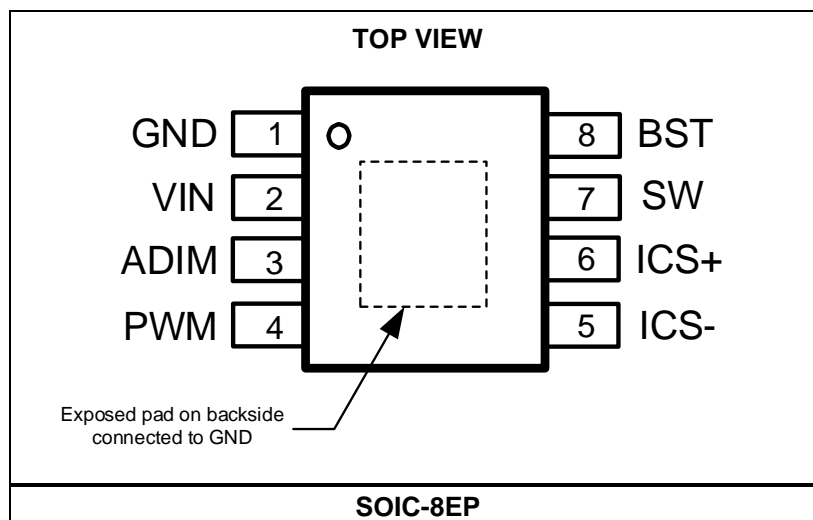 TOP VIEW
GND 1 8 BST
VIN 2 7 SW
ADIM 3 6 ICS+
PWM 4 5 ICS-
Exposed pad on backside
connected to GND
SOIC-8EP